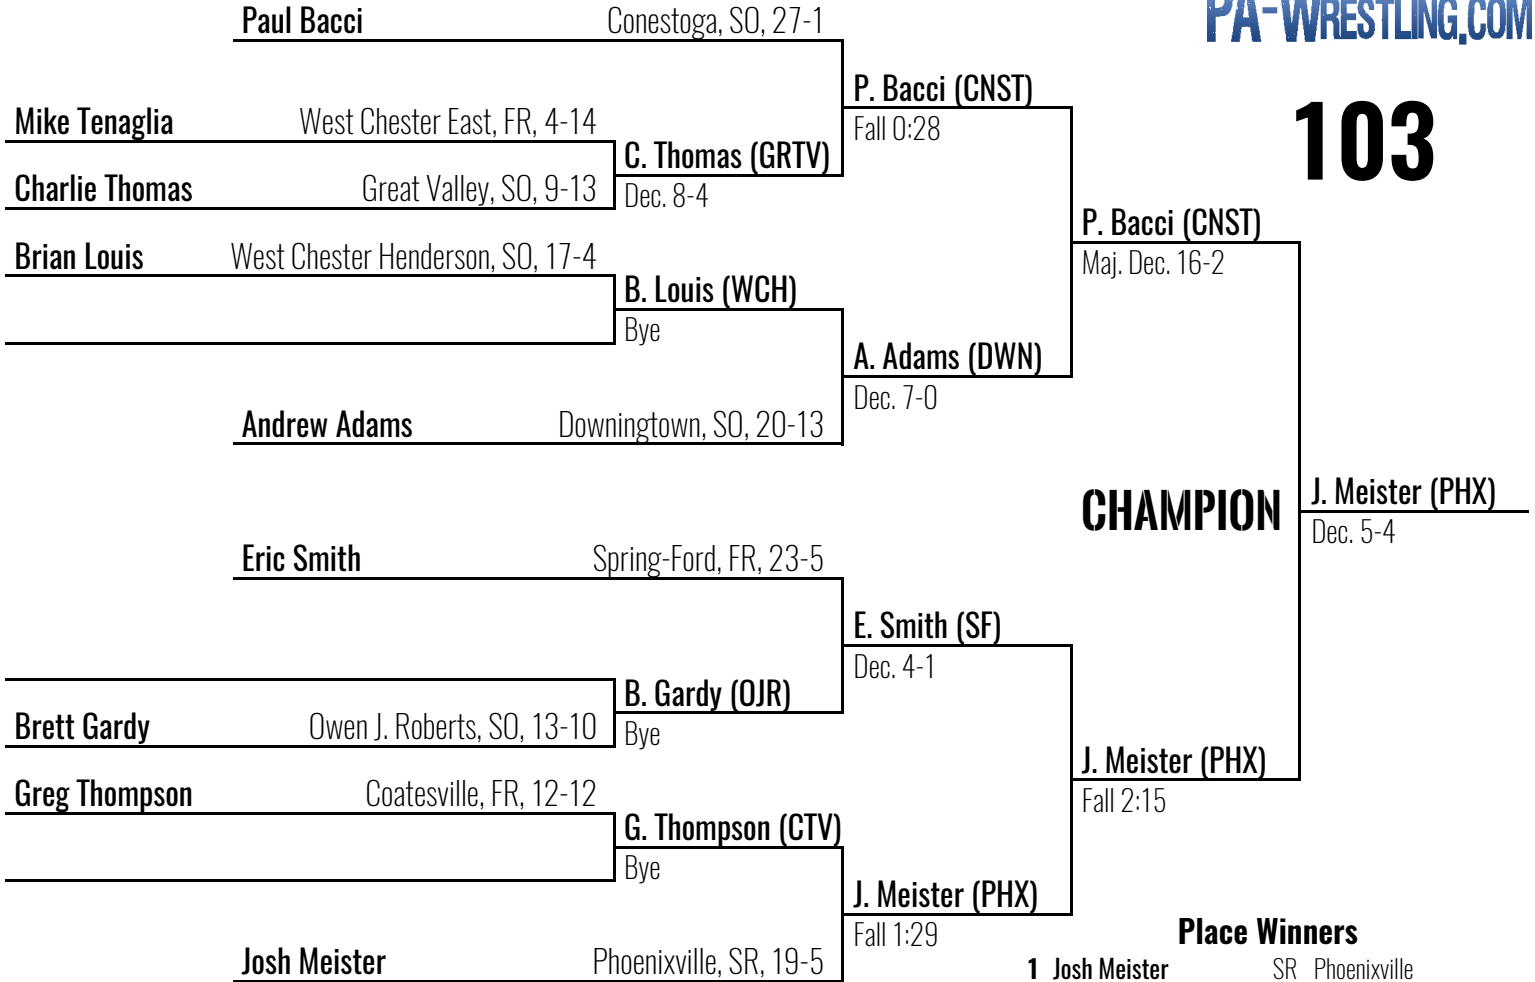 PA-WRESTLING.COM
103
Paul Bacci Conestoga, SO, 27-1
P. Bacci (CNST)
Fall 0:28
Mike Tenaglia West Chester East, FR, 4-14
C. Thomas (GRTV)
Dec. 8-4
Charlie Thomas Great Valley, SO, 9-13
P. Bacci (CNST)
Maj. Dec. 16-2
Brian Louis West Chester Henderson, SO, 17-4
B. Louis (WCH)
Bye
A. Adams (DWN)
Dec. 7-0
Andrew Adams Downingtown, SO, 20-13
CHAMPION
J. Meister (PHX)
Dec. 5-4
Eric Smith Spring-Ford, FR, 23-5
E. Smith (SF)
Dec. 4-1
B. Gardy (OJR)
Bye
Brett Gardy Owen J. Roberts, SO, 13-10
J. Meister (PHX)
Fall 2:15
Greg Thompson Coatesville, FR, 12-12
G. Thompson (CTV)
Bye
J. Meister (PHX)
Fall 1:29
Josh Meister Phoenixville, SR, 19-5
Place Winners
1 Josh Meister SR Phoenixville